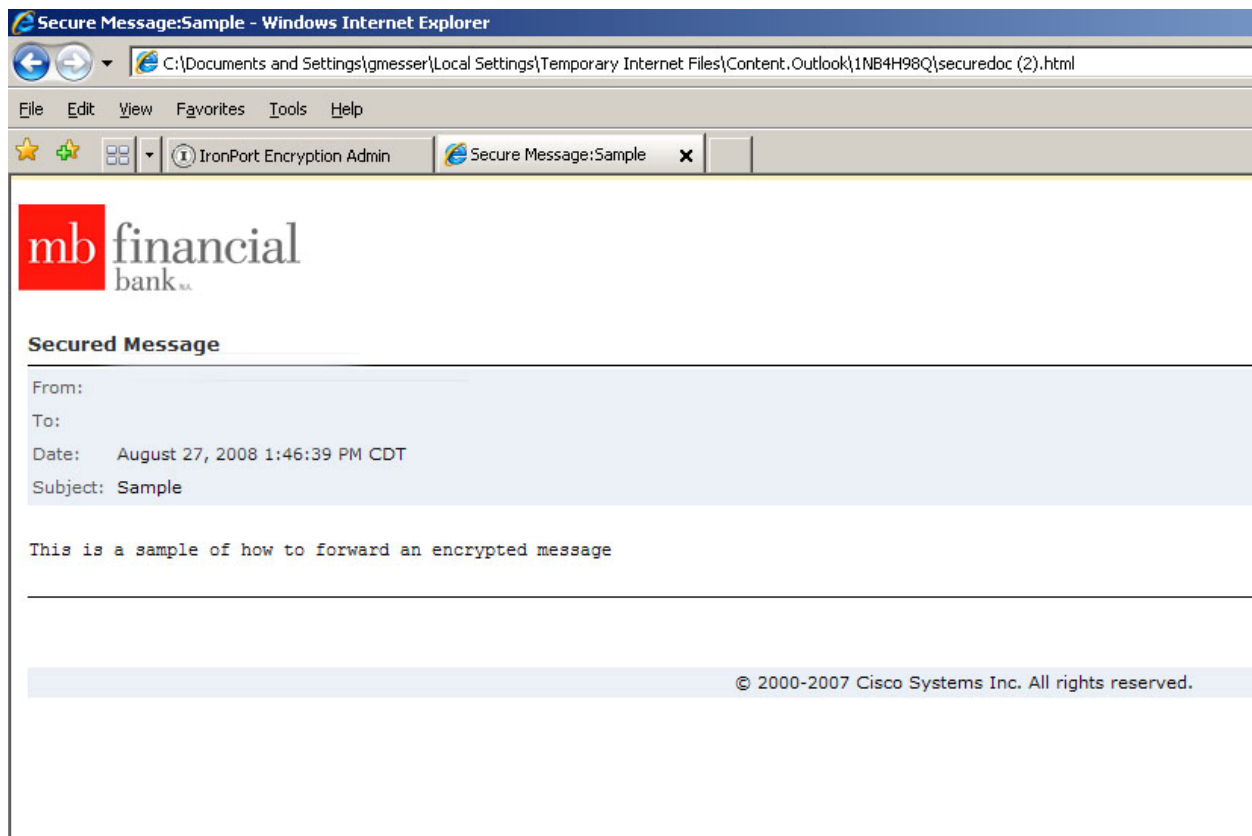 Secure Message:Sample - Windows Internet Explorer
C:\Documents and Settings\gmesser\Local Settings\Temporary Internet Files\Content.Outlook\1NB4H98Q\securedoc (2).html
File Edit View Favorites Tools Help
IronPort Encryption Admin Secure Message:Sample
mb financial
bank N.A.
Secured Message
From:
To:
Date: August 27, 2008 1:46:39 PM CDT
Subject: Sample
This is a sample of how to forward an encrypted message
© 2000-2007 Cisco Systems Inc. All rights reserved.